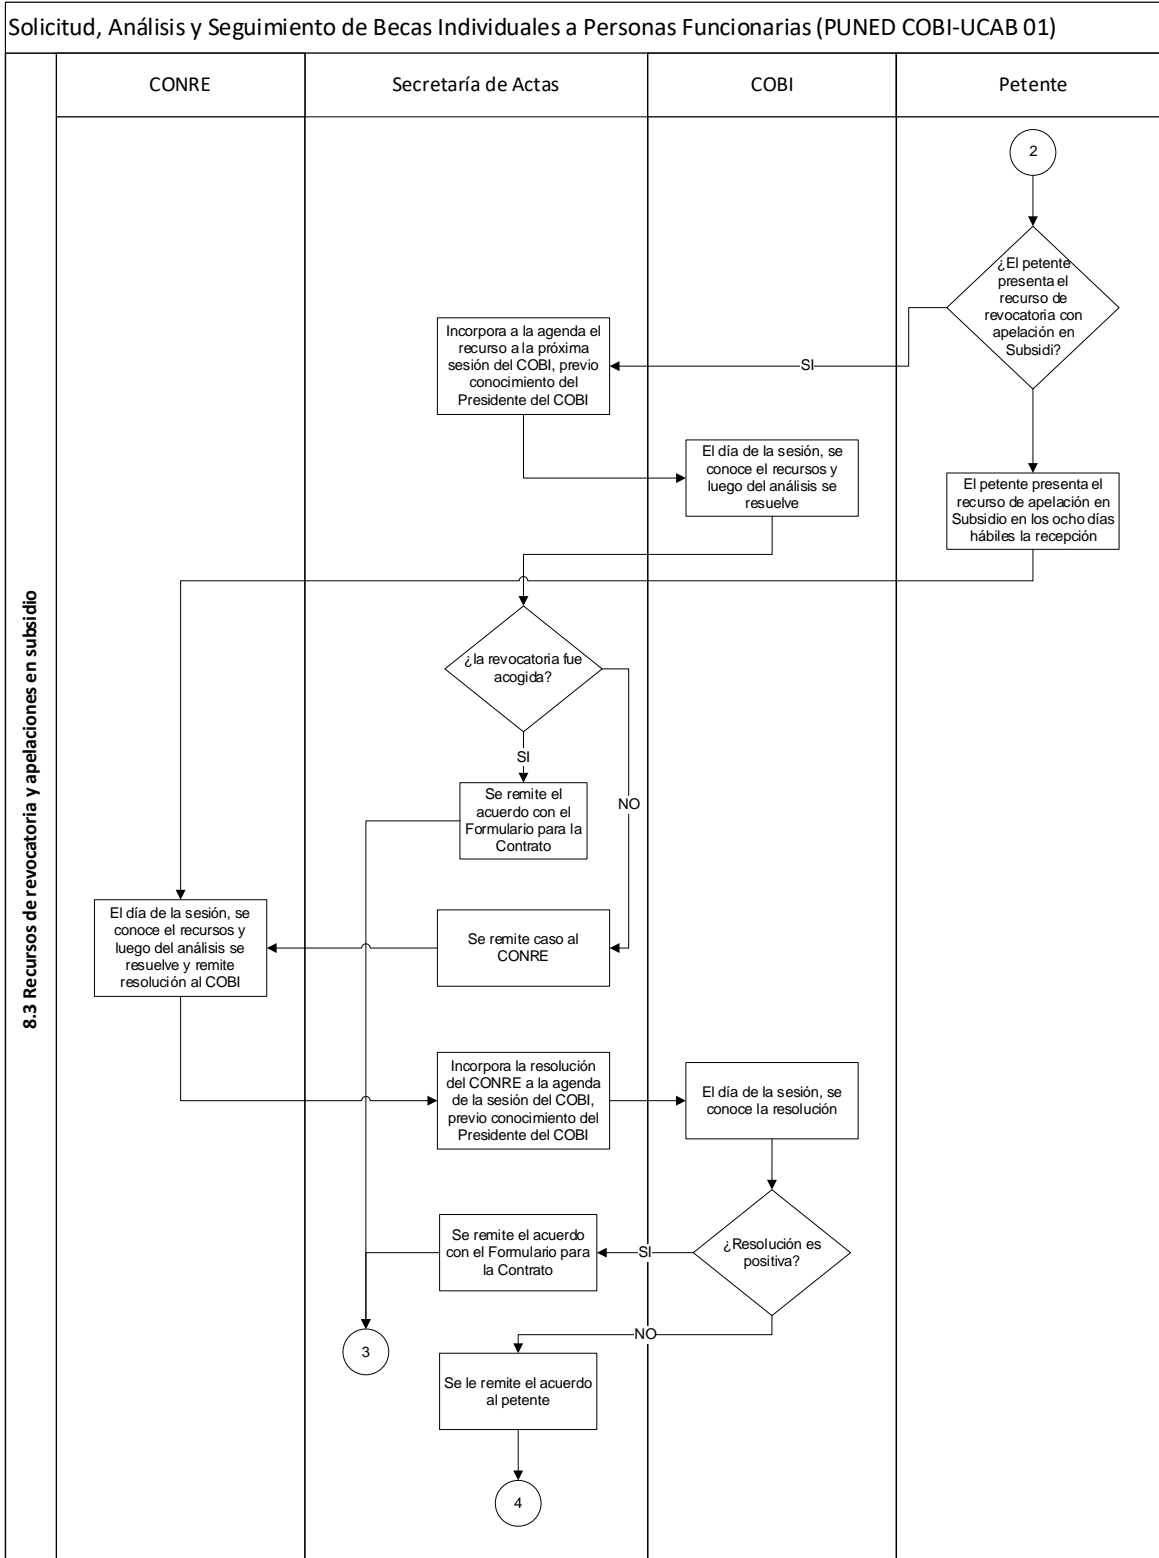 Solicitud, Análisis y Seguimiento de Becas Individuales a Personas Funcionarias (PUNED COBI-UCAB 01)
CONRE
Secretaría de Actas
COBI
Petente
8.3 Recursos de revocatoria y apelaciones en subsidio
2
¿El petente
presenta el
recurso de
revocatoria con
apelación en
Subsidi?
SI
Incorpora a la agenda el
recurso a la próxima
sesión del COBI, previo
conocimiento del
Presidente del COBI
El día de la sesión, se
conoce el recursos y
luego del análisis se
resuelve
El petente presenta el
recurso de apelación en
Subsidio en los ocho días
hábiles la recepción
¿la revocatoria fue
acogida?
SI
NO
Se remite el
acuerdo con el
Formulario para la
Contrato
El día de la sesión, se
conoce el recursos y
luego del análisis se
resuelve y remite
resolución al COBI
Se remite caso al
CONRE
Incorpora la resolución
del CONRE a la agenda
de la sesión del COBI,
previo conocimiento del
Presidente del COBI
El día de la sesión, se
conoce la resolución
¿Resolución es
positiva?
SI
Se remite el acuerdo
con el Formulario para
la Contrato
NO
3
Se le remite el acuerdo
al petente
4